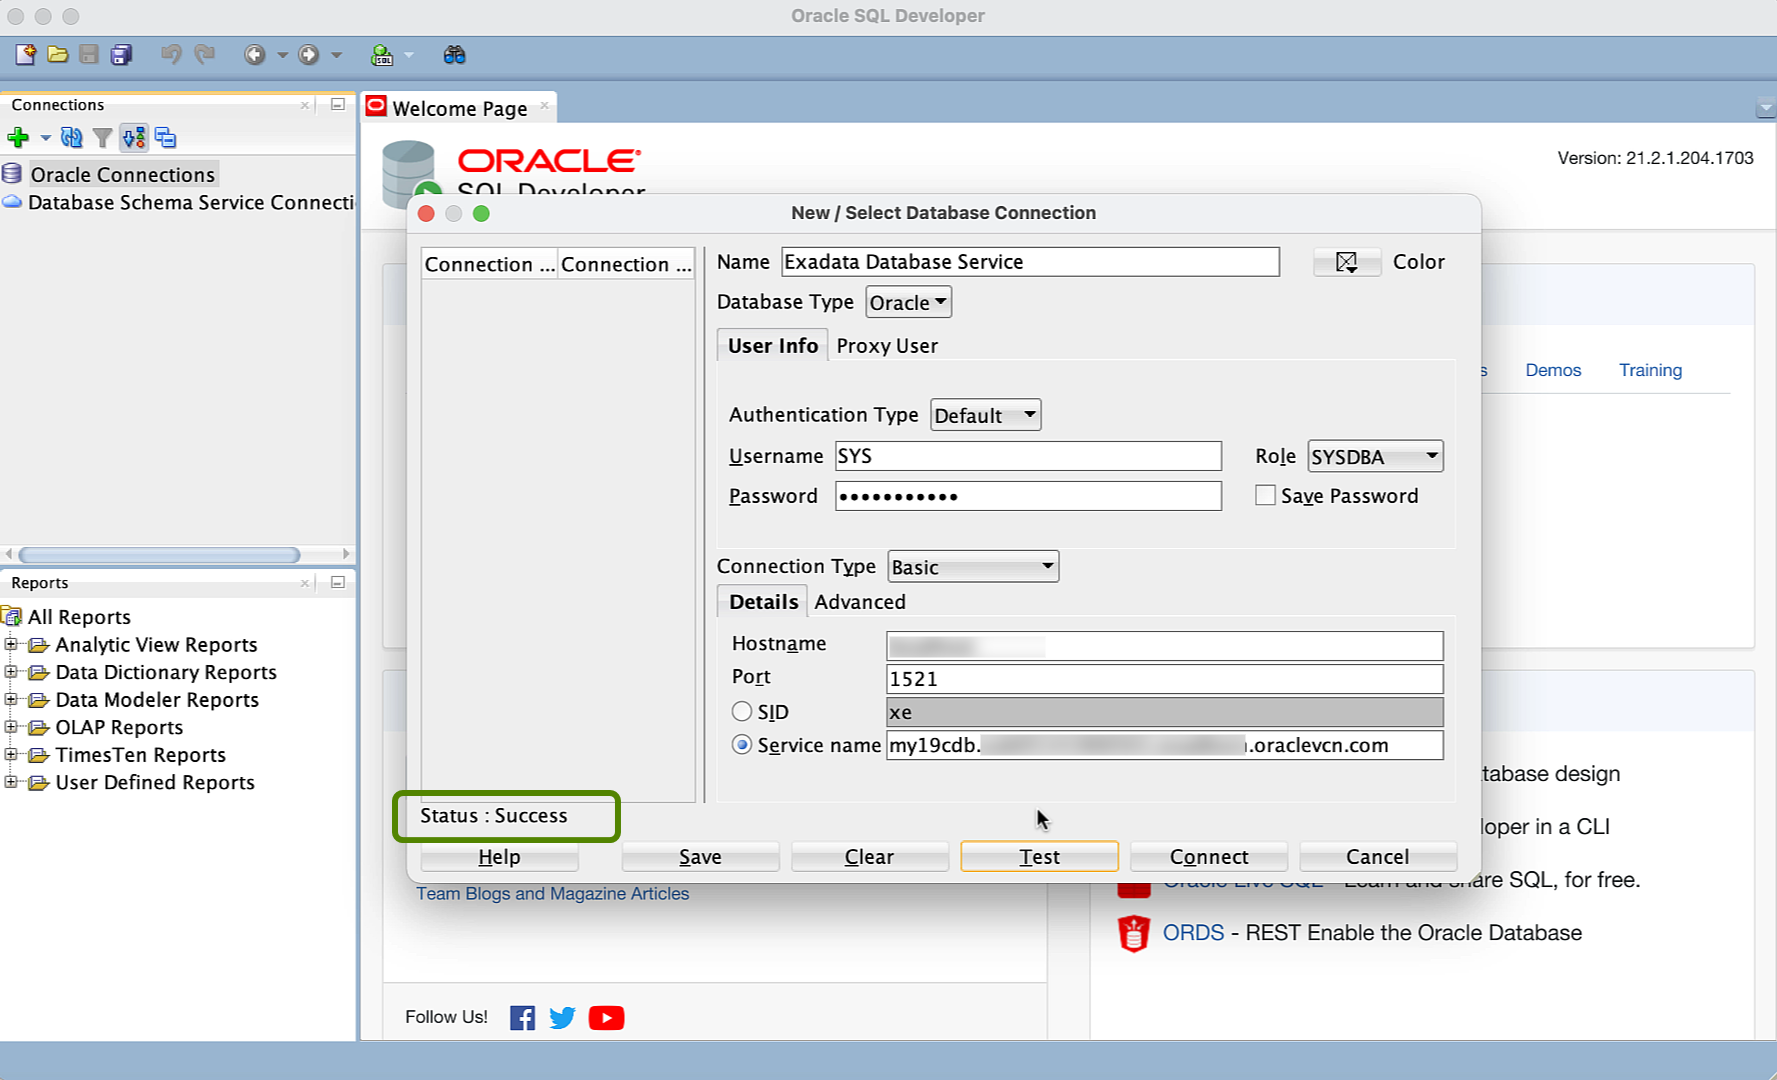 Oracle SQL Developer
Connections
Welcome Page
Oracle Connections
Database Schema Service Connecti
ORACLE
SQL Developer
Version: 21.2.1.204.1703
New / Select Database Connection
Connection ... Connection ...
Name Exadata Database Service Color
Database Type Oracle
User Info Proxy User
s Demos Training
Authentication Type Default
Username SYS Role SYSDBA
Password ●●●●●●●●●●● Save Password
Connection Type Basic
Details Advanced
Hostname
Port 1521
SID xe
Service name my19cdb. .oraclevcn.com
Status : Success
Help Save Clear Test Connect Cancel
Reports
All Reports
Analytic View Reports
Data Dictionary Reports
Data Modeler Reports
OLAP Reports
TimesTen Reports
User Defined Reports
tabase design
loper in a CLI
Oracle Live SQL - Learn and share SQL, for free.
ORDS - REST Enable the Oracle Database
Team Blogs and Magazine Articles
Follow Us!